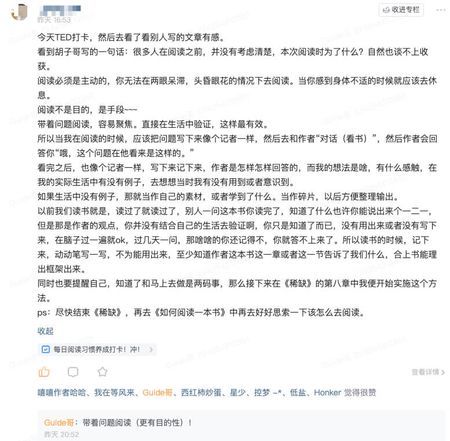 昨天 16:53
收进专栏
今天TED打卡，然后去看了看别人写的文章有感。
看到胡子哥写的一句话：很多人在阅读之前，并没有考虑清楚，本次阅读时为了什么？自然也谈不上收
获。
阅读必须是主动的，你无法在两眼呆滞，头昏眼花的情况下去阅读。当你感到身体不适的时候就应该去休
息。
阅读不是目的，是手段~~~
带着问题阅读，容易聚焦。直接在生活中验证，这样最有效。
所以当我在阅读的时候，应该把问题写下来像个记者一样，然后去和作者“对话（看书）”，然后作者会回
答你“哦，这个问题在他看来是这样的。”
看完之后，也像个记者一样，写下来记下来，作者是怎样怎样回答的，而我的想法是啥，有什么感触，在
我的实际生活中有没有例子，去想想当时我有没有用到或者意识到。
如果生活中没有例子，那就当作自己的素材，或者学到了什么。当作碎片，以后方便整理输出。
以前我们读书就是，读过了就读过了，别人一问这本书你读完了，知道了什么也许你能说出来个一二一，
但是那是作者的观点，你并没有结合自己的生活去验证啊，你只是知道了而已，没有用出来或者没有写下
来，在脑子过一遍就ok，过几天一问，那啥啥的你还记得不，你就答不上来了。所以读书的时候，记下
来，动动笔写一写，不为能用出来，至少知道作者这本书这一章或者这一节告诉了我们什么，合上书能理
出框架出来。
同时也要提醒自己，知道了和马上去做是两码事，那么接下来在《稀缺》的第八章中我便开始实施这个方
法。
ps：尽快结束《稀缺》，再去《如何阅读一本书》中再去好好思索一下该怎么去阅读。
收起
每日阅读习惯养成打卡！冲！
查看详情
嘻嘻作者哈哈、我在等风来、Guide哥、西红柿炒蛋、星少、控梦 ~*、低盐、Honker 觉得很赞
Guide哥：带着问题阅读（更有目的性）！
昨天 20:52